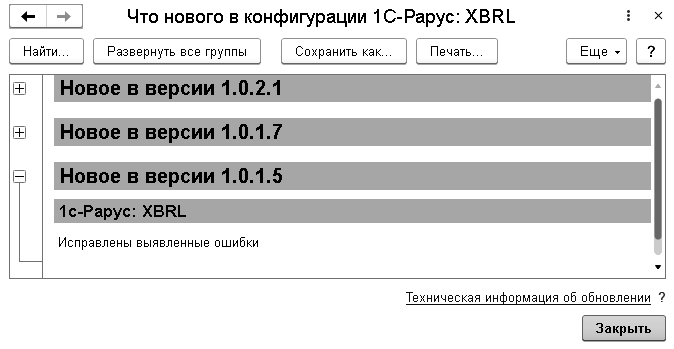 Что нового в конфигурации 1С-Рарус: XBRL
Найти... Развернуть все группы Сохранить как... Печать... Еще ?
Новое в версии 1.0.2.1
Новое в версии 1.0.1.7
Новое в версии 1.0.1.5
1с-Рарус: XBRL
Исправлены выявленные ошибки
Техническая информация об обновлении ?
Закрыть